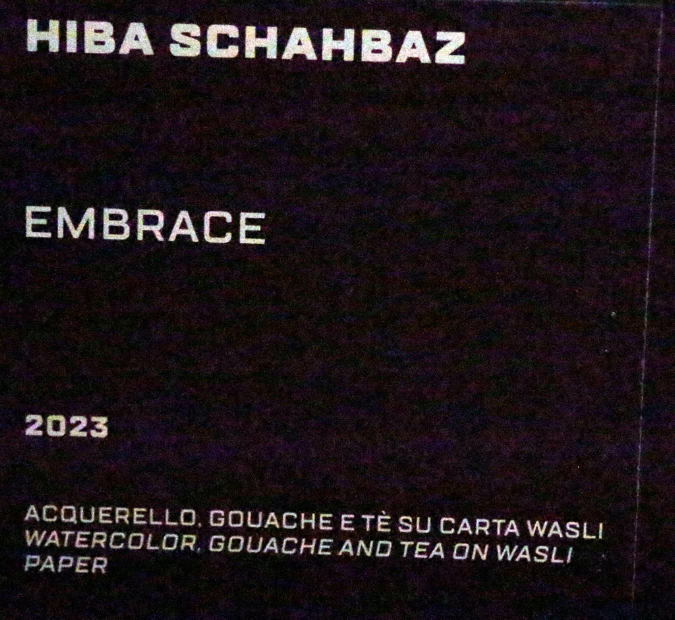 HIBA SCHAHBAZ
EMBRACE
2023
ACQUERELLO, GOUACHE E TÈ SU CARTA WASLI
WATERCOLOR, GOUACHE AND TEA ON WASLI
PAPER